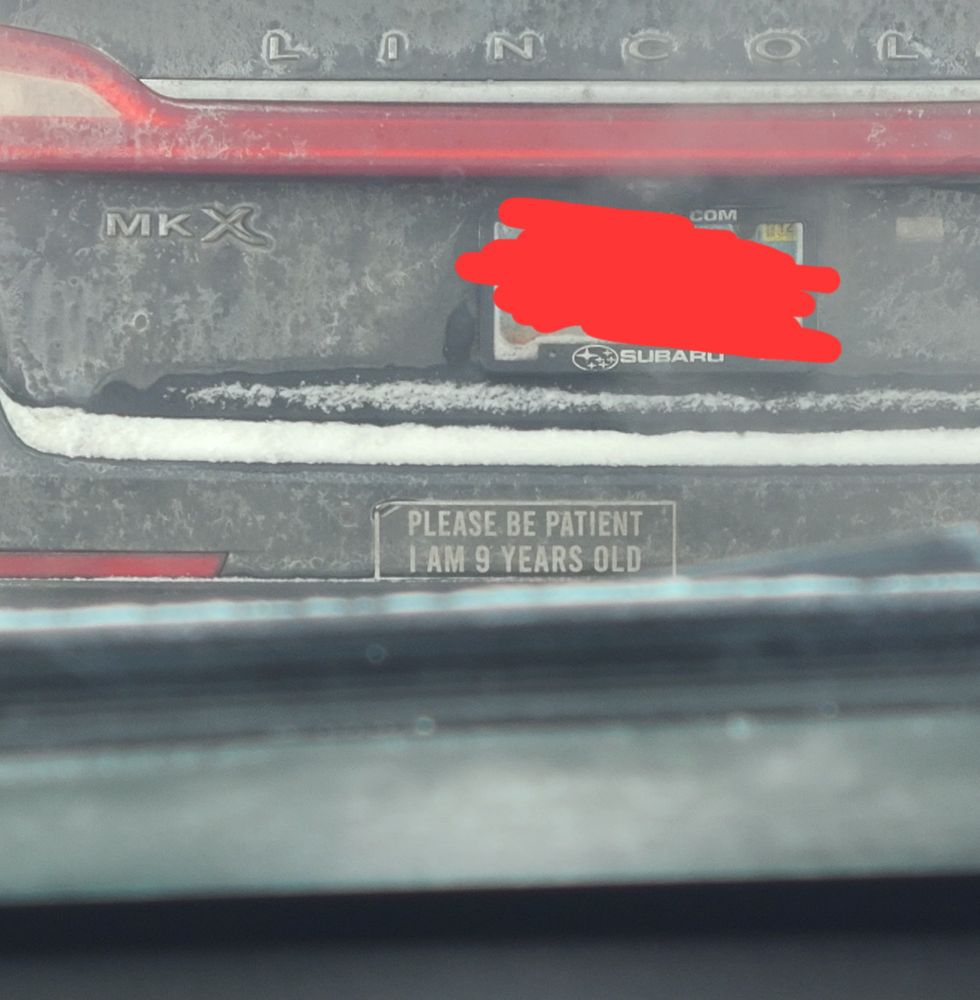 LINCOL
MKX
.COM
SUBARU
PLEASE BE PATIENT
I AM 9 YEARS OLD